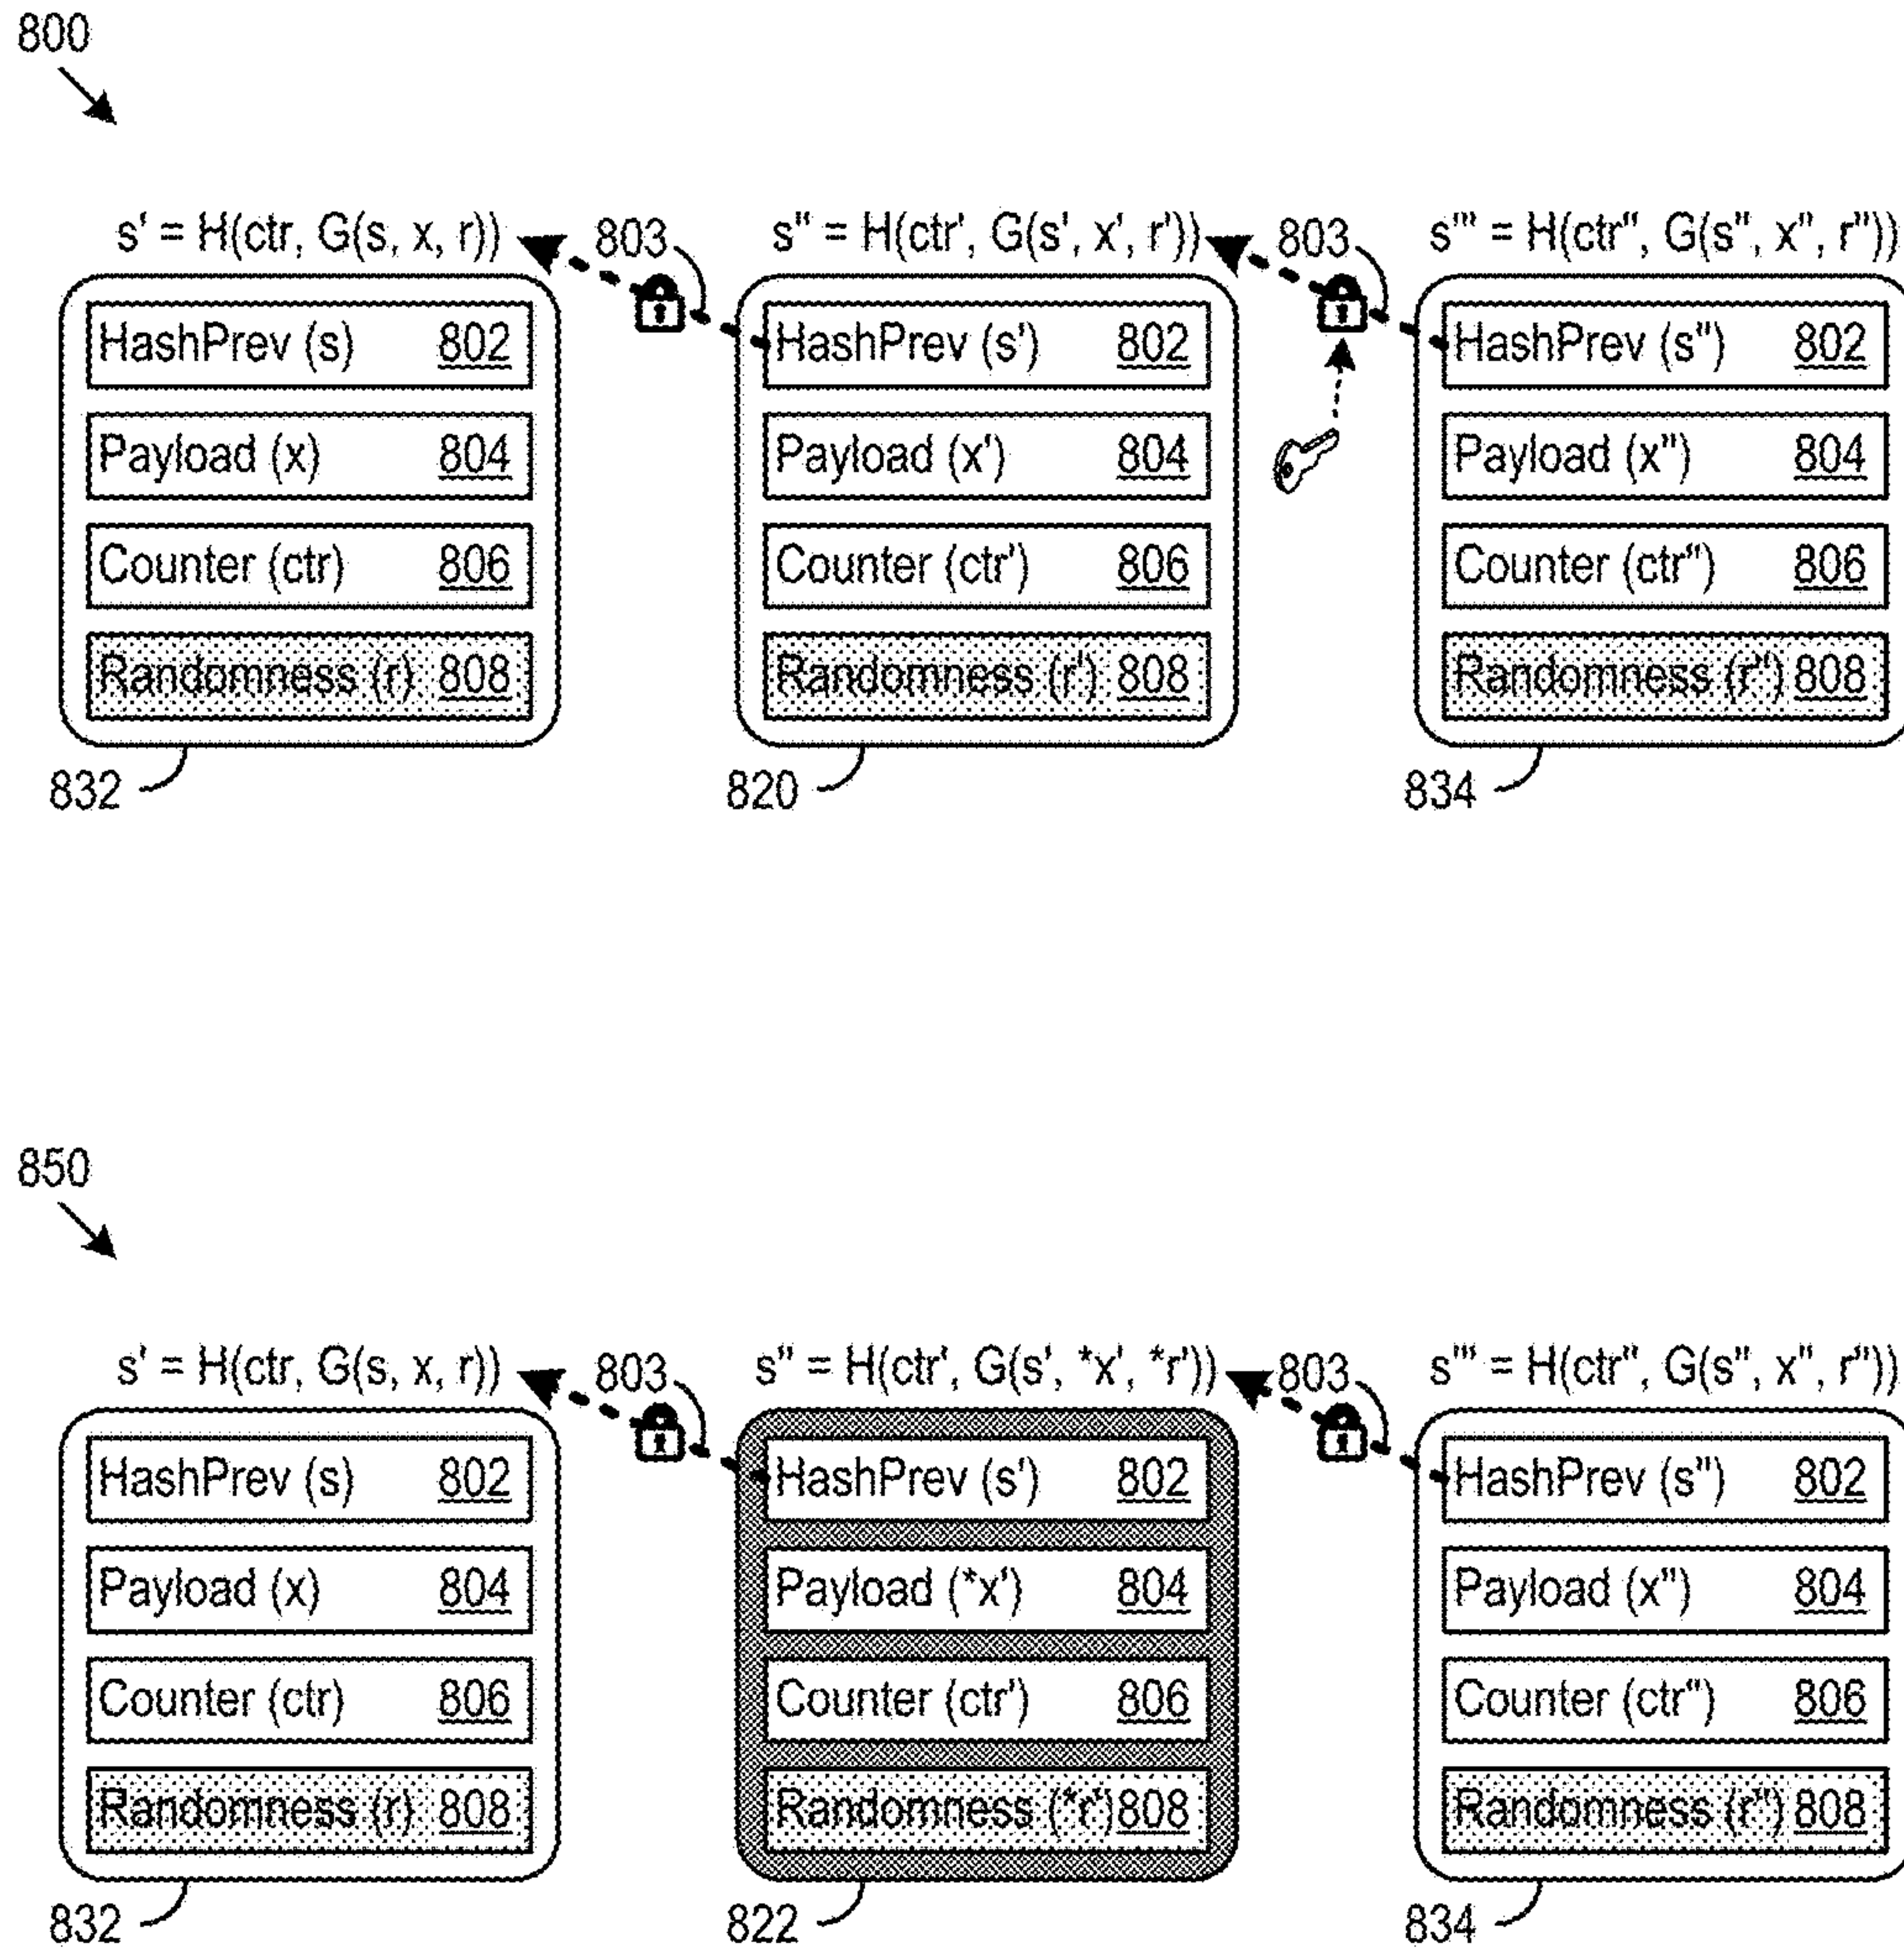 800
s' = H(ctr, G(s, x, r)) 803 s" = H(ctr', G(s', x', r')) 803 s''' = H(ctr", G(s", x", r"))
HashPrev (s) 802 HashPrev (s') 802 HashPrev (s") 802
Payload (x) 804 Payload (x') 804 Payload (x") 804
Counter (ctr) 806 Counter (ctr') 806 Counter (ctr") 806
Randomness (r) 808 Randomness (r') 808 Randomness (r") 808
832 820 834
850
s' = H(ctr, G(s, x, r)) 803 s" = H(ctr', G(s', *x', *r')) 803 s''' = H(ctr", G(s", x", r"))
HashPrev (s) 802 HashPrev (s') 802 HashPrev (s") 802
Payload (x) 804 Payload (*x') 804 Payload (x") 804
Counter (ctr) 806 Counter (ctr') 806 Counter (ctr") 806
Randomness (r) 808 Randomness (*r') 808 Randomness (r") 808
832 822 834